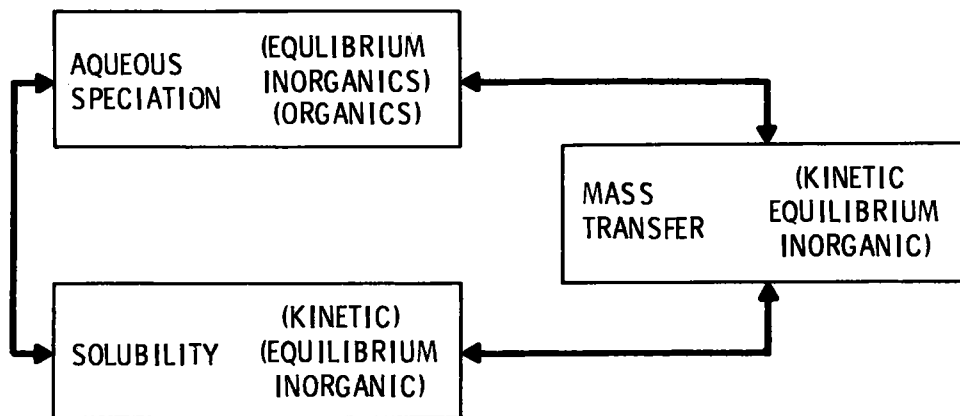 AQUEOUS
SPECIATION
(EQULIBRIUM
INORGANICS)
(ORGANICS)
MASS
TRANSFER
(KINETIC
EQUILIBRIUM
INORGANIC)
SOLUBILITY
(KINETIC)
(EQUILIBRIUM
INORGANIC)